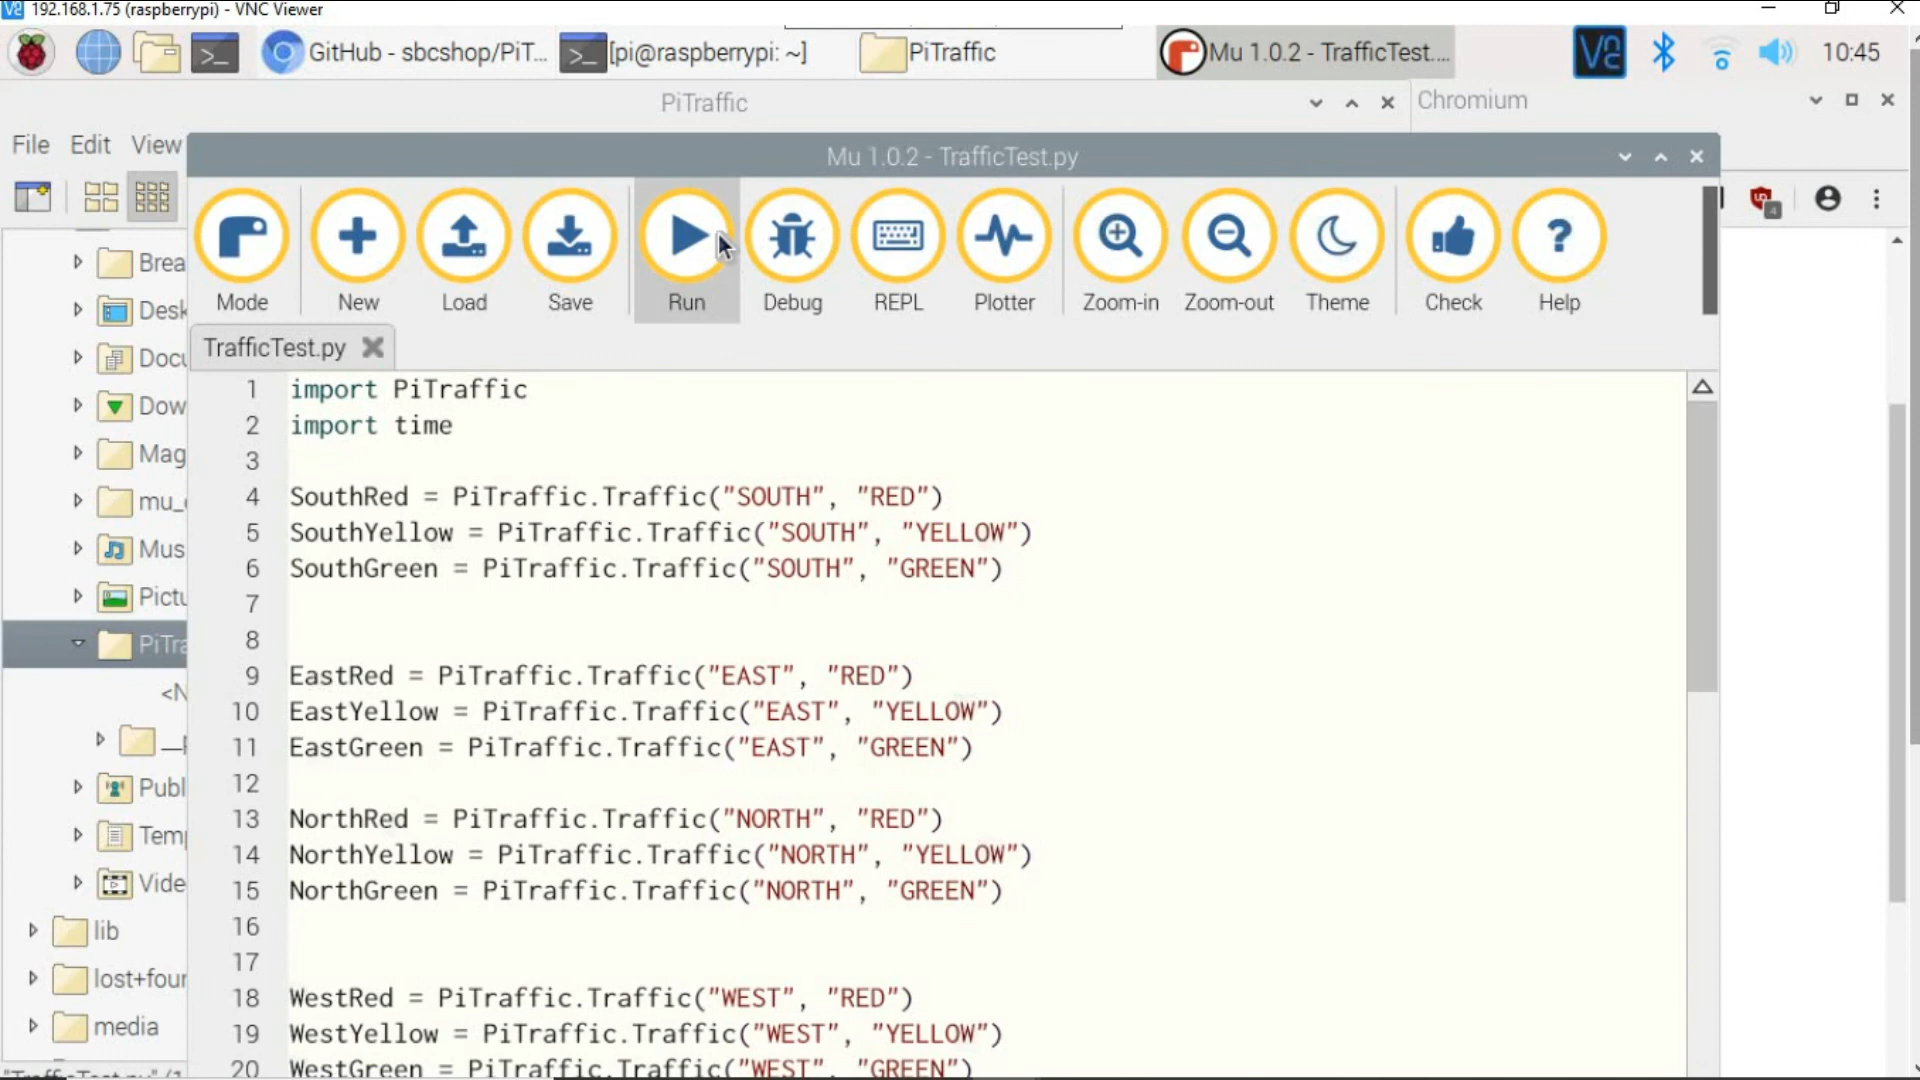 192.168.1.75 (raspberrypi) - VNC Viewer
GitHub - sbcshop/PiT... [pi@raspberrypi: ~] PiTraffic Mu 1.0.2 - TrafficTest.... 10:45
PiTraffic Chromium
File Edit View
Mu 1.0.2 - TrafficTest.py
Mode New Load Save Run Debug REPL Plotter Zoom-in Zoom-out Theme Check Help
TrafficTest.py
1 import PiTraffic
2 import time
3
4 SouthRed = PiTraffic.Traffic("SOUTH", "RED")
5 SouthYellow = PiTraffic.Traffic("SOUTH", "YELLOW")
6 SouthGreen = PiTraffic.Traffic("SOUTH", "GREEN")
7
8
9 EastRed = PiTraffic.Traffic("EAST", "RED")
10 EastYellow = PiTraffic.Traffic("EAST", "YELLOW")
11 EastGreen = PiTraffic.Traffic("EAST", "GREEN")
12
13 NorthRed = PiTraffic.Traffic("NORTH", "RED")
14 NorthYellow = PiTraffic.Traffic("NORTH", "YELLOW")
15 NorthGreen = PiTraffic.Traffic("NORTH", "GREEN")
16
17
18 WestRed = PiTraffic.Traffic("WEST", "RED")
19 WestYellow = PiTraffic.Traffic("WEST", "YELLOW")
20 WestGreen = PiTraffic.Traffic("WEST", "GREEN")
Brea
Desk
Docu
Dow
Mag
mu_
Mus
Pictu
PiTra
<N
Publ
Temp
Vide
lib
lost+foun
media